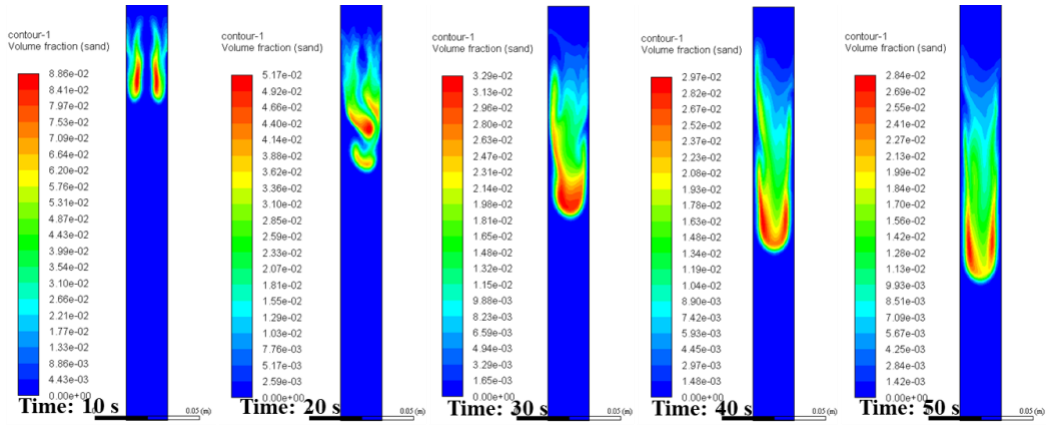 contour-1
Volume fraction (sand)
8.86e-02
8.41e-02
7.97e-02
7.53e-02
7.09e-02
6.64e-02
6.20e-02
5.76e-02
5.31e-02
4.87e-02
4.43e-02
3.99e-02
3.54e-02
3.10e-02
2.66e-02
2.21e-02
1.77e-02
1.33e-02
8.86e-03
4.43e-03
0.00e+00
Time: 10 s
0.05 (m)
contour-1
Volume fraction (sand)
5.17e-02
4.92e-02
4.66e-02
4.40e-02
4.14e-02
3.88e-02
3.62e-02
3.36e-02
3.10e-02
2.85e-02
2.59e-02
2.33e-02
2.07e-02
1.81e-02
1.55e-02
1.29e-02
1.03e-02
7.76e-03
5.17e-03
2.59e-03
0.00e+00
Time: 20 s
0.05 (m)
contour-1
Volume fraction (sand)
3.29e-02
3.13e-02
2.96e-02
2.80e-02
2.63e-02
2.47e-02
2.31e-02
2.14e-02
1.98e-02
1.81e-02
1.65e-02
1.48e-02
1.32e-02
1.15e-02
9.88e-03
8.23e-03
6.59e-03
4.94e-03
3.29e-03
1.65e-03
0.00e+00
Time: 30 s
0.05 (m)
contour-1
Volume fraction (sand)
2.97e-02
2.82e-02
2.67e-02
2.52e-02
2.37e-02
2.23e-02
2.08e-02
1.93e-02
1.78e-02
1.63e-02
1.48e-02
1.34e-02
1.19e-02
1.04e-02
8.90e-03
7.42e-03
5.93e-03
4.45e-03
2.97e-03
1.48e-03
0.00e+00
Time: 40 s
0.05 (m)
contour-1
Volume fraction (sand)
2.84e-02
2.69e-02
2.55e-02
2.41e-02
2.27e-02
2.13e-02
1.99e-02
1.84e-02
1.70e-02
1.56e-02
1.42e-02
1.28e-02
1.13e-02
9.93e-03
8.51e-03
7.09e-03
5.67e-03
4.25e-03
2.84e-03
1.42e-03
0.00e+00
Time: 50 s
0.05 (m)